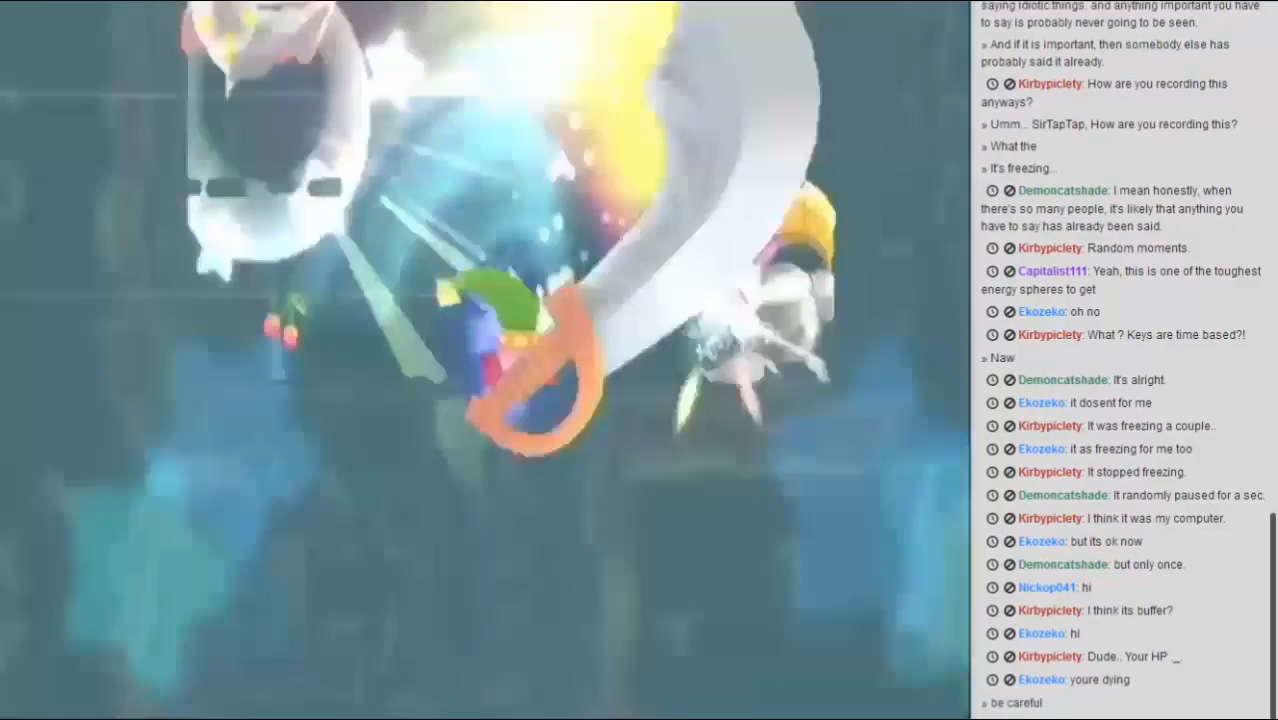 saying idiotic things, and anything important you have
to say is probably never going to be seen.
» And if it is important, then somebody else has
probably said it already.
Kirbypiclety: How are you recording this
anyways?
» Umm... SirTapTap, How are you recording this?
» What the
» It's freezing...
Demoncatshade: I mean honestly, when
there's so many people, it's likely that anything you
have to say has already been said.
Kirbypiclety: Random moments.
Capitalist111: Yeah, this is one of the toughest
energy spheres to get
Ekozeko: oh no
Kirbypiclety: What ? Keys are time based?!
» Naw
Demoncatshade: It's alright.
Ekozeko: it dosent for me
Kirbypiclety: It was freezing a couple..
Ekozeko: it as freezing for me too
Kirbypiclety: It stopped freezing.
Demoncatshade: It randomly paused for a sec.
Kirbypiclety: I think it was my computer.
Ekozeko: but its ok now
Demoncatshade: but only once.
Nickop041: hi
Kirbypiclety: I think its buffer?
Ekozeko: hi
Kirbypiclety: Dude.. Your HP ._.
Ekozeko: youre dying
» be careful